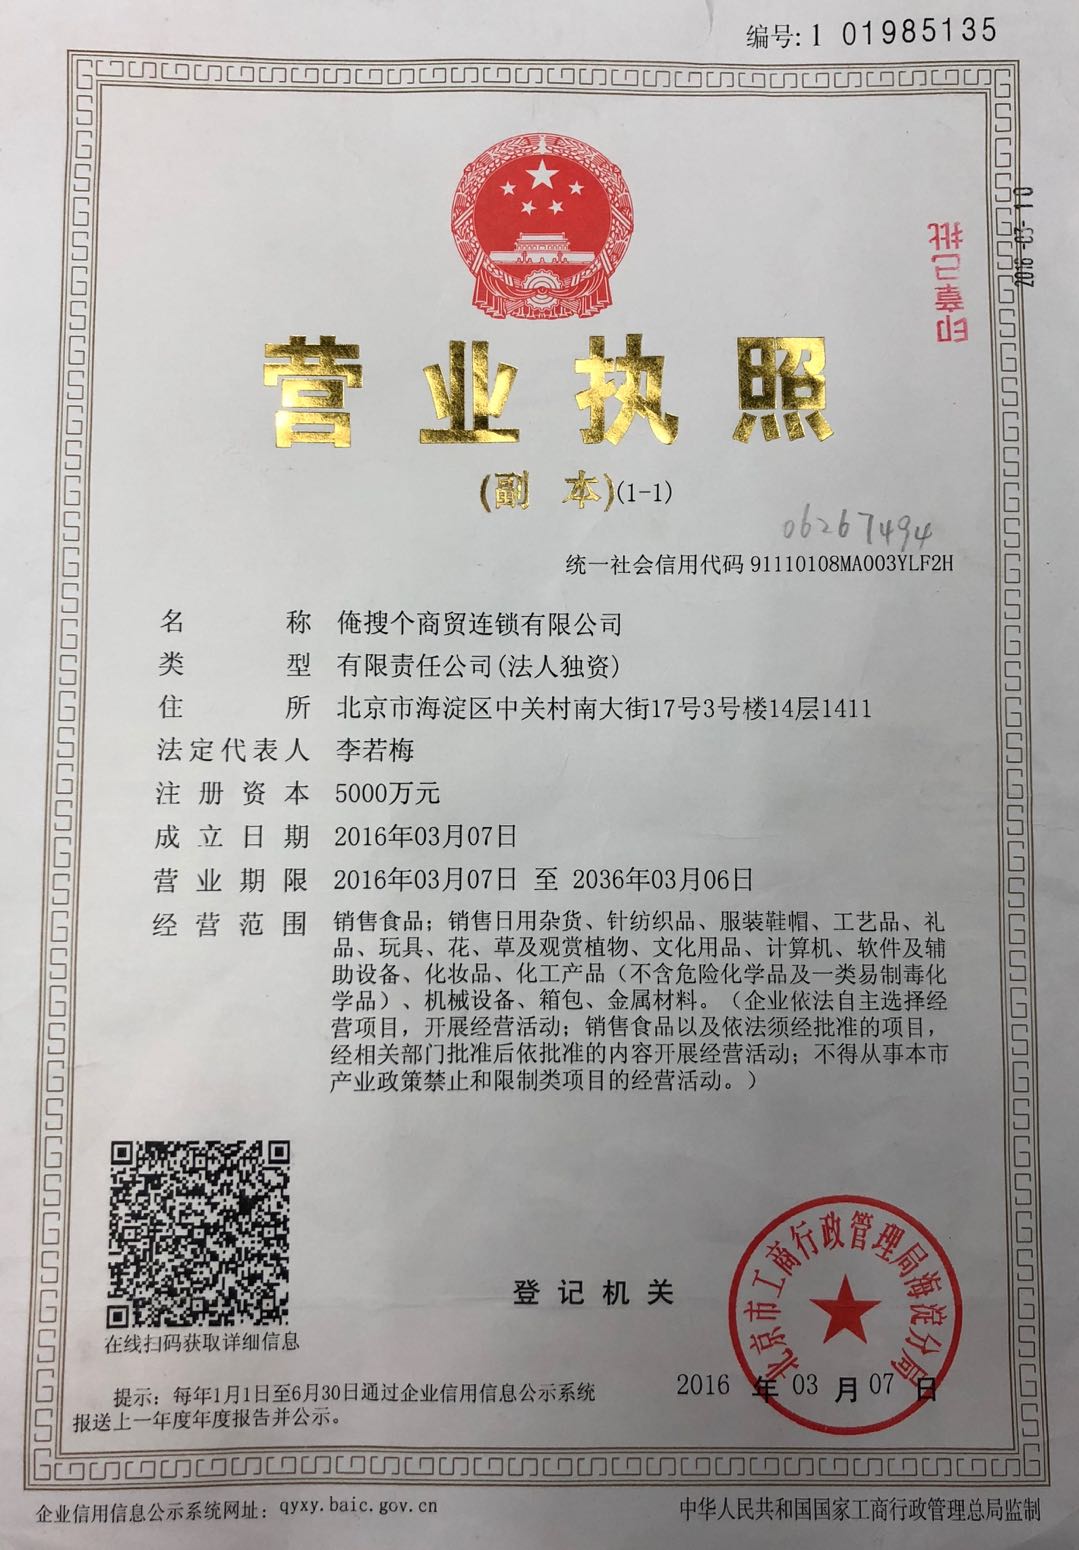 编号: 1 01985135
2016-03-10
印章已批
营业执照
(副 本)(1-1)
06267494
统一社会信用代码 91110108MA003YLF2H
名 称 俺搜个商贸连锁有限公司
类 型 有限责任公司(法人独资)
住 所 北京市海淀区中关村南大街17号3号楼14层1411
法定代表人 李若梅
注册资本 5000万元
成立日期 2016年03月07日
营业期限 2016年03月07日 至 2036年03月06日
经营范围 销售食品；销售日用杂货、针纺织品、服装鞋帽、工艺品、礼
品、玩具、花、草及观赏植物、文化用品、计算机、软件及辅
助设备、化妆品、化工产品（不含危险化学品及一类易制毒化
学品）、机械设备、箱包、金属材料。（企业依法自主选择经
营项目，开展经营活动；销售食品以及依法须经批准的项目，
经相关部门批准后依批准的内容开展经营活动；不得从事本市
产业政策禁止和限制类项目的经营活动。）
在线扫码获取详细信息
登记机关
北京市工商行政管理局海淀分局
2016 年 03 月 07 日
提示：每年1月1日至6月30日通过企业信用信息公示系统
报送上一年度年度报告并公示。
企业信用信息公示系统网址：qyxy.baic.gov.cn
中华人民共和国国家工商行政管理总局监制